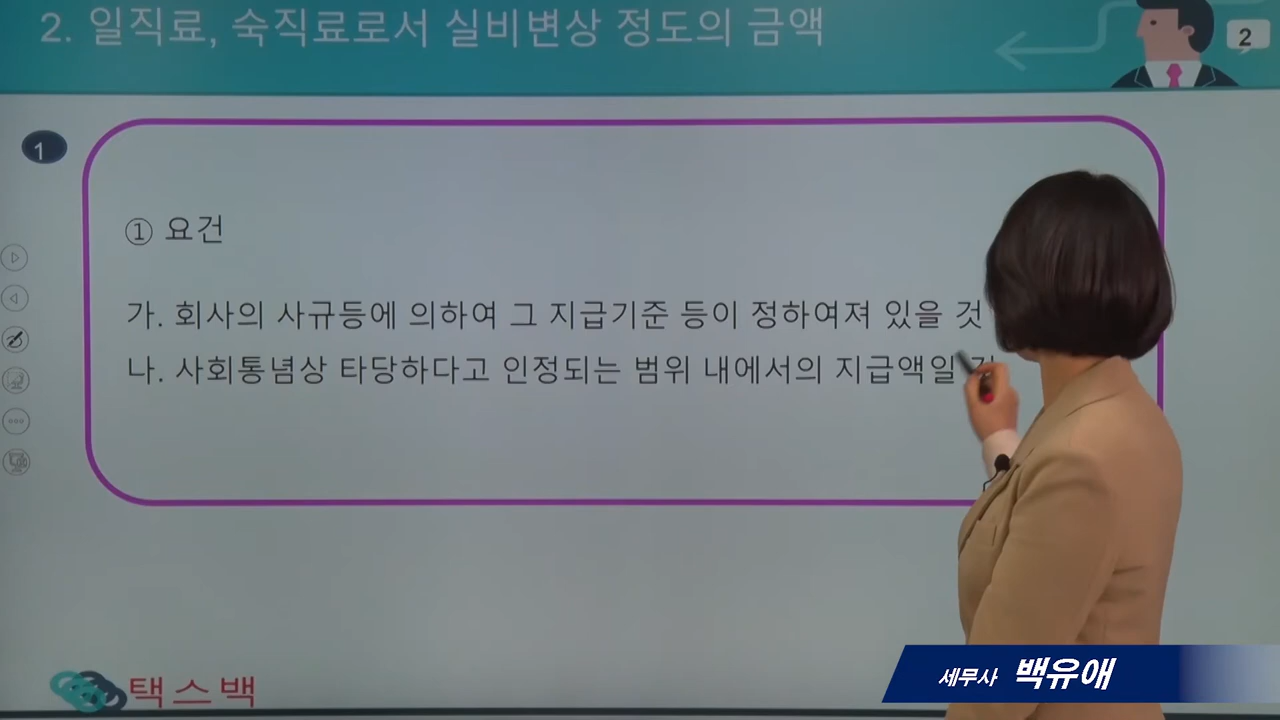 2. 일직료, 숙직료로서 실비변상 정도의 금액
2
1
① 요건
가. 회사의 사규등에 의하여 그 지급기준 등이 정하여져 있을 것
나. 사회통념상 타당하다고 인정되는 범위 내에서의 지급액일
택스백
세무사 백유애